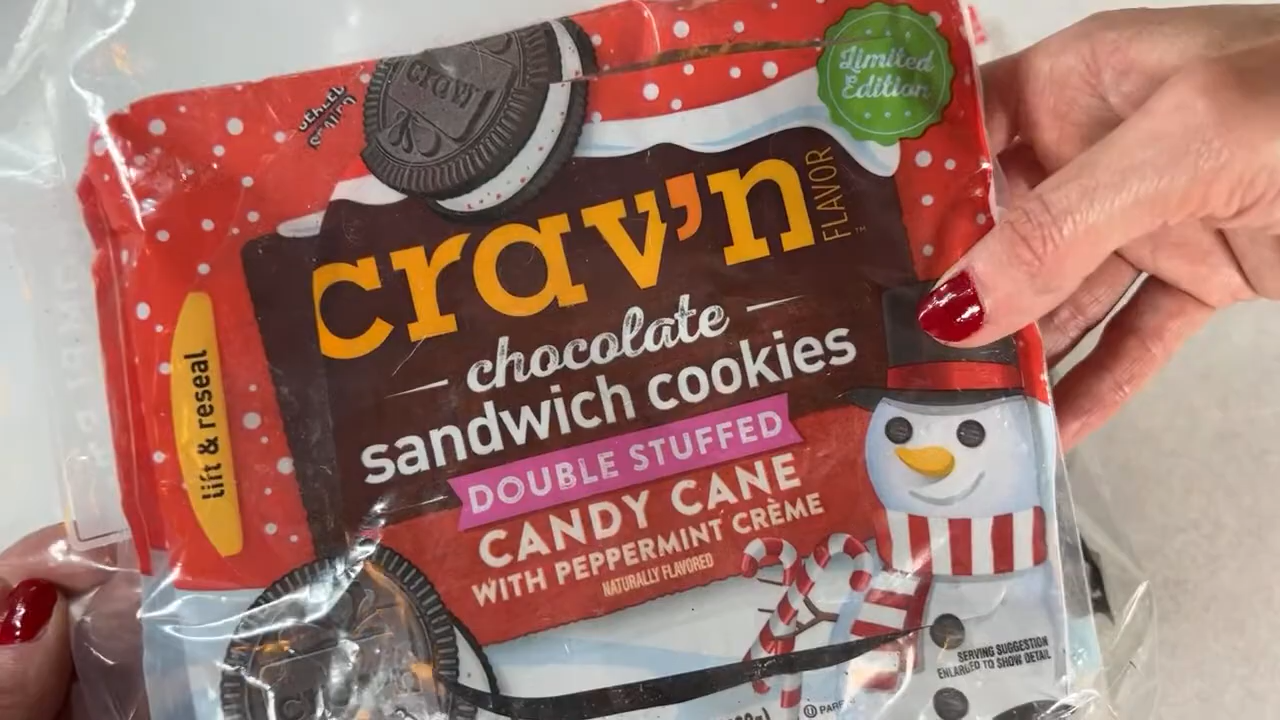 Limited
Edition
crav'n
FLAVOR
™
chocolate
sandwich cookies
DOUBLE STUFFED
CANDY CANE
WITH PEPPERMINT CRÈME
NATURALLY FLAVORED
lift & reseal
SERVING SUGGESTION
ENLARGED TO SHOW DETAIL